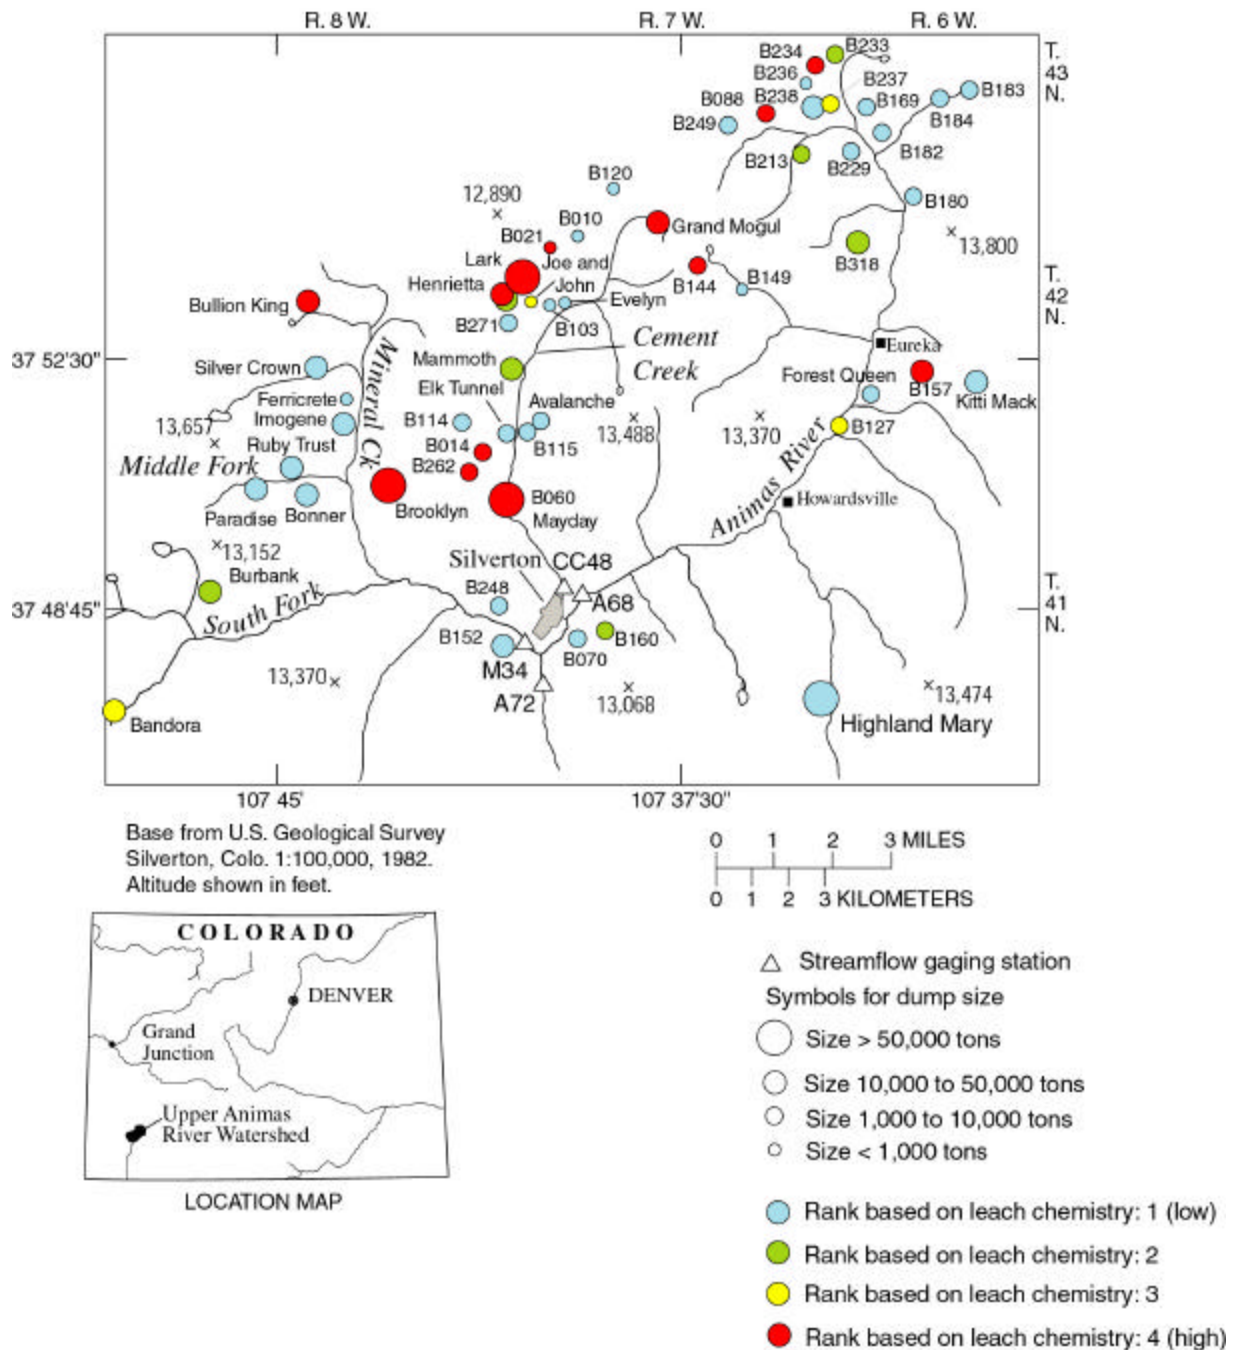 R. 8 W.
R. 7 W.
R. 6 W.
T.
43
N.
B234
B233
B236
B237
B088
B238
B169
B183
B249
B184
B182
B213
B229
B120
B180
12,890
B010
B021
Grand Mogul
13,800
Lark
Joe and
John
B318
T.
42
N.
Henrietta
B144
B149
Bullion King
Evelyn
B271
B103
Cement
Creek
Mineral Ck
37 52'30"
Mammoth
Eureka
Silver Crown
Elk Tunnel
Forest Queen
B157
Ferricrete
Avalanche
Kitti Mack
Imogene
B114
13,657
13,488
13,370
B127
Ruby Trust
B014
B115
Middle Fork
B262
Animas River
Brooklyn
B060
Mayday
Howardsville
Paradise
Bonner
13,152
Silverton
CC48
Burbank
B248
A68
T.
41
N.
37 48'45"
South Fork
B152
B160
B070
M34
13,370
13,068
13,474
A72
Bandora
Highland Mary
107 45'
107 37'30"
Base from U.S. Geological Survey
Silverton, Colo. 1:100,000, 1982.
Altitude shown in feet.
0 1 2 3 MILES
0 1 2 3 KILOMETERS
COLORADO
DENVER
Grand
Junction
Upper Animas
River Watershed
LOCATION MAP
Streamflow gaging station
Symbols for dump size
Size > 50,000 tons
Size 10,000 to 50,000 tons
Size 1,000 to 10,000 tons
Size < 1,000 tons
Rank based on leach chemistry: 1 (low)
Rank based on leach chemistry: 2
Rank based on leach chemistry: 3
Rank based on leach chemistry: 4 (high)